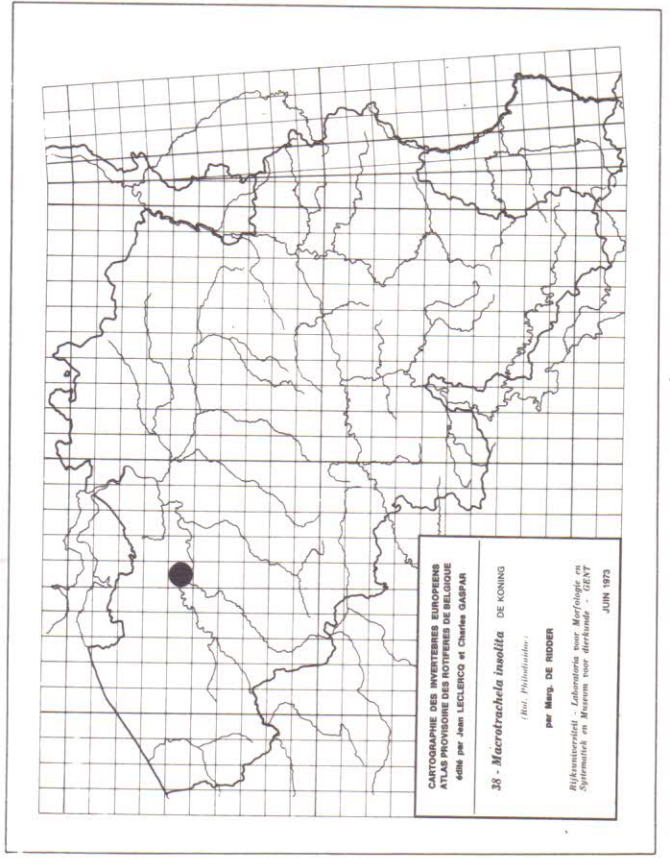 CARTOGRAPHIE DES INVERTEBRES EUROPEENS
ATLAS PROVISOIRE DES ROTIFERES DE BELGIQUE
édité par Jean LECLERCQ et Charles GASPAR
38 - Macrotrachela insolita DE KONING
(Rot. Philodinidae)
par Marg. DE RIDDER
Rijksuniversiteit - Laboratoria voor Morfologie en
Systematiek en Museum voor dierkunde - GENT
JUIN 1973